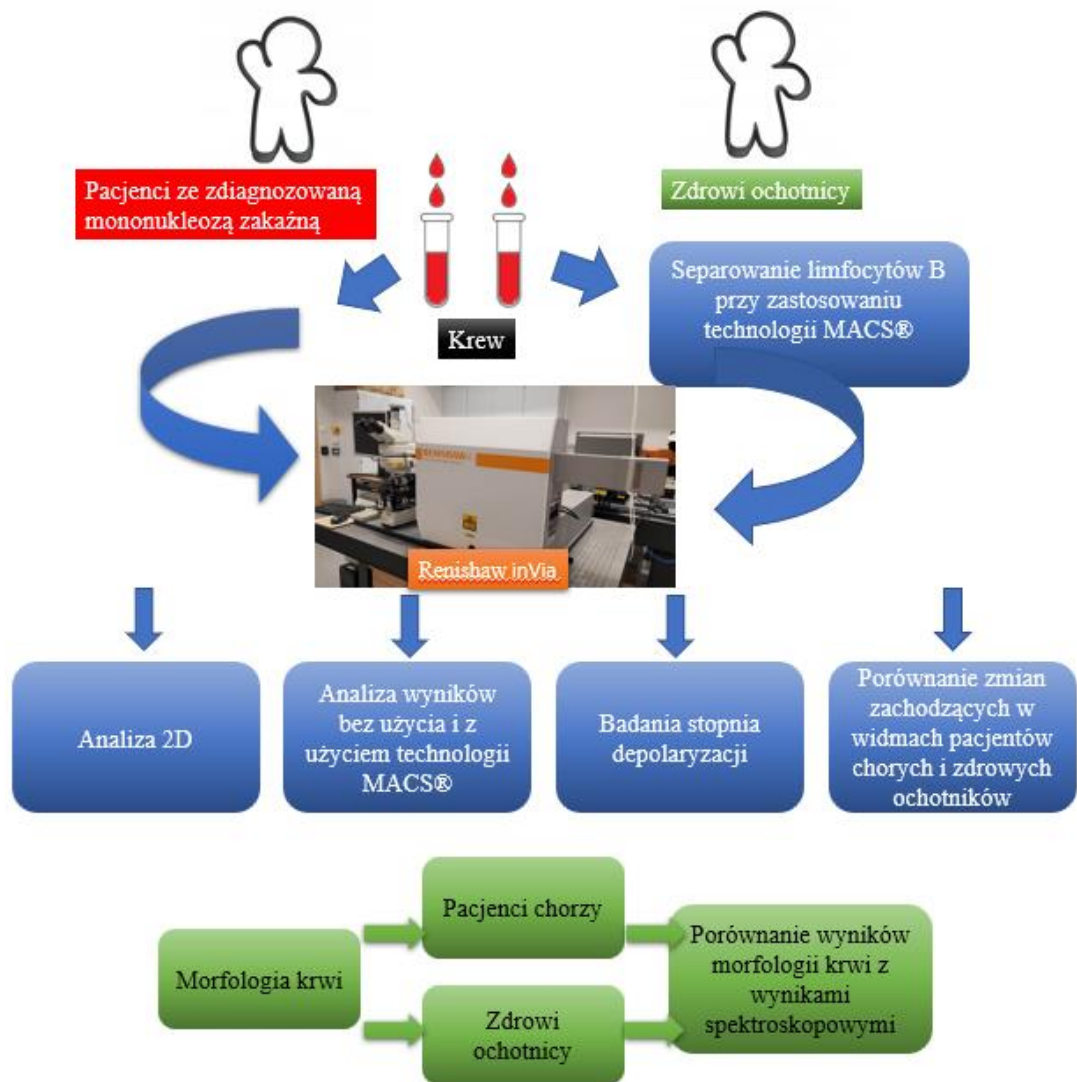 Pacjenci ze zdiagnozowaną
mononukleozą zakaźną
Zdrowi ochotnicy
Krew
Separowanie limfocytów B
przy zastosowaniu
technologii MACS®
RENISHAW
Renishaw inVia
Analiza 2D
Analiza wyników
bez użycia i z
użyciem technologii
MACS®
Badania stopnia
depolaryzacji
Porównanie zmian
zachodzących w
widmach pacjentów
chorych i zdrowych
ochotników
Morfologia krwi
Pacjenci chorzy
Zdrowi
ochotnicy
Porównanie wyników
morfologii krwi z
wynikami
spektroskopowymi